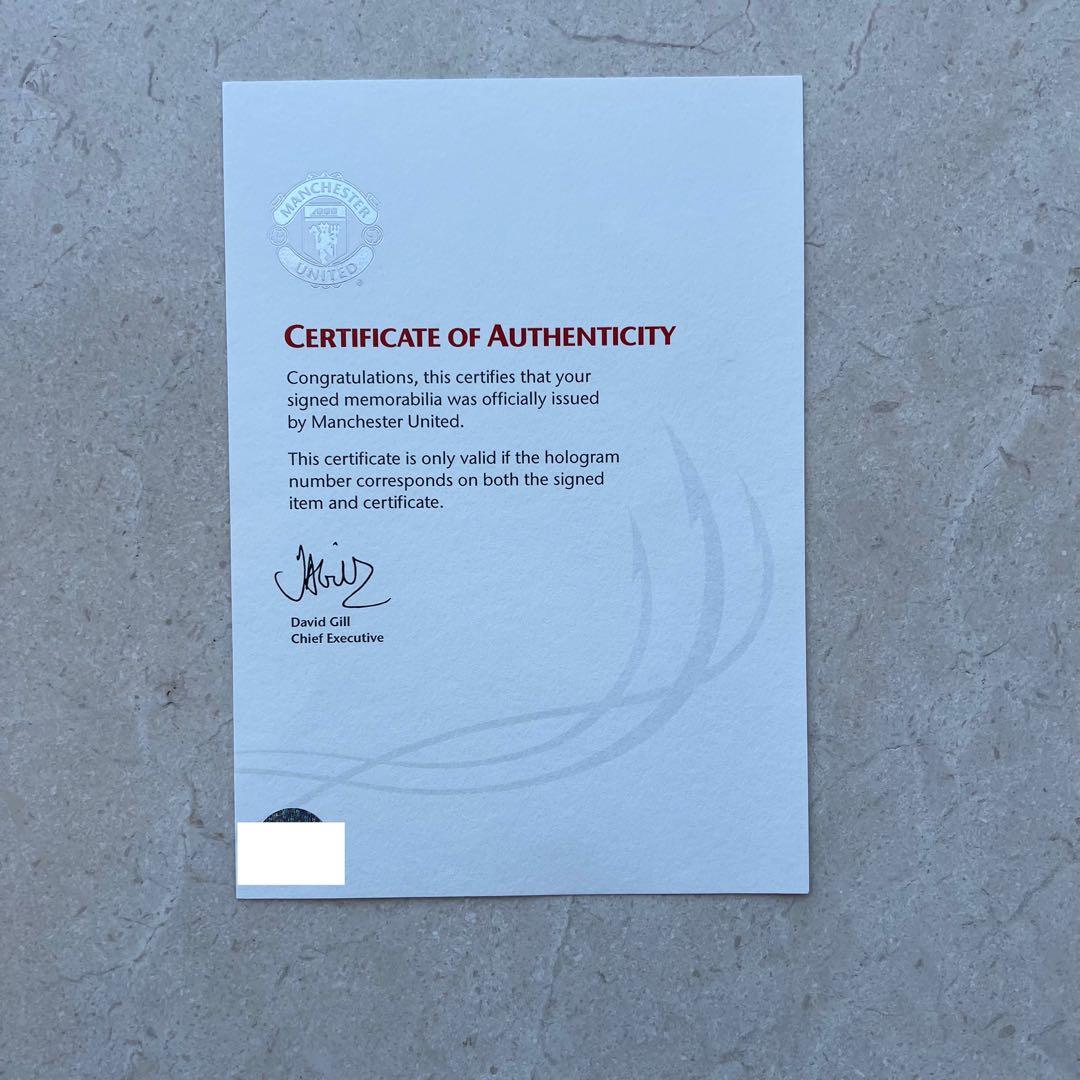 MANCHESTER
UNITED
CERTIFICATE OF AUTHENTICITY
Congratulations, this certifies that your
signed memorabilia was officially issued
by Manchester United.
This certificate is only valid if the hologram
number corresponds on both the signed
item and certificate.
David Gill
Chief Executive